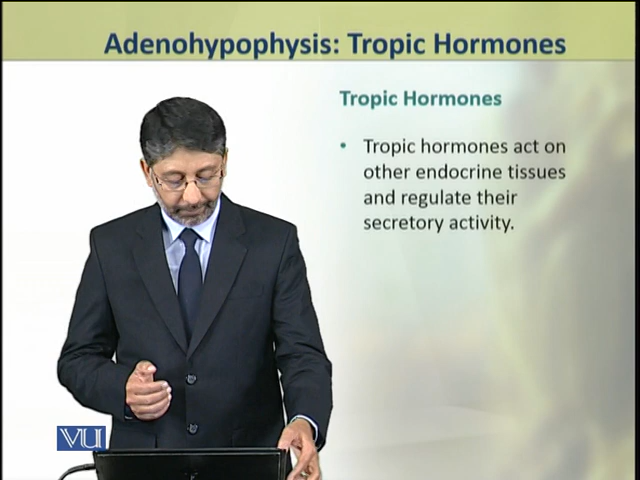 Adenohypophysis: Tropic Hormones
Tropic Hormones
• Tropic hormones act on
other endocrine tissues
and regulate their
secretory activity.
VU